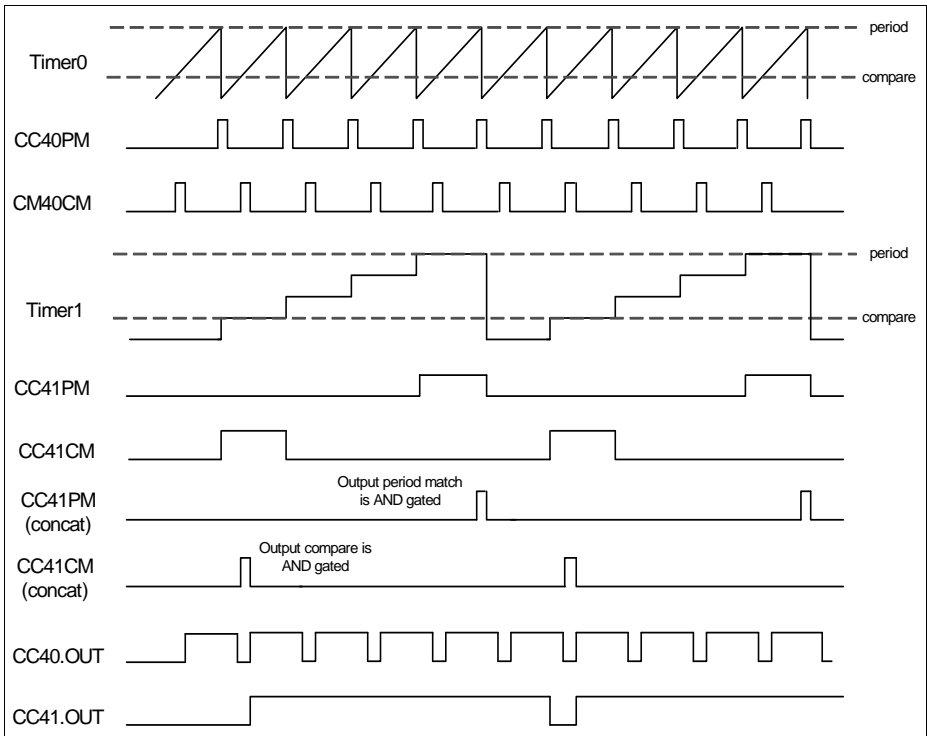 period
Timer0
compare
CC40PM
CM40CM
period
Timer1
compare
CC41PM
CC41CM
Output period match
is AND gated
CC41PM
(concat)
Output compare is
AND gated
CC41CM
(concat)
CC40.OUT
CC41.OUT